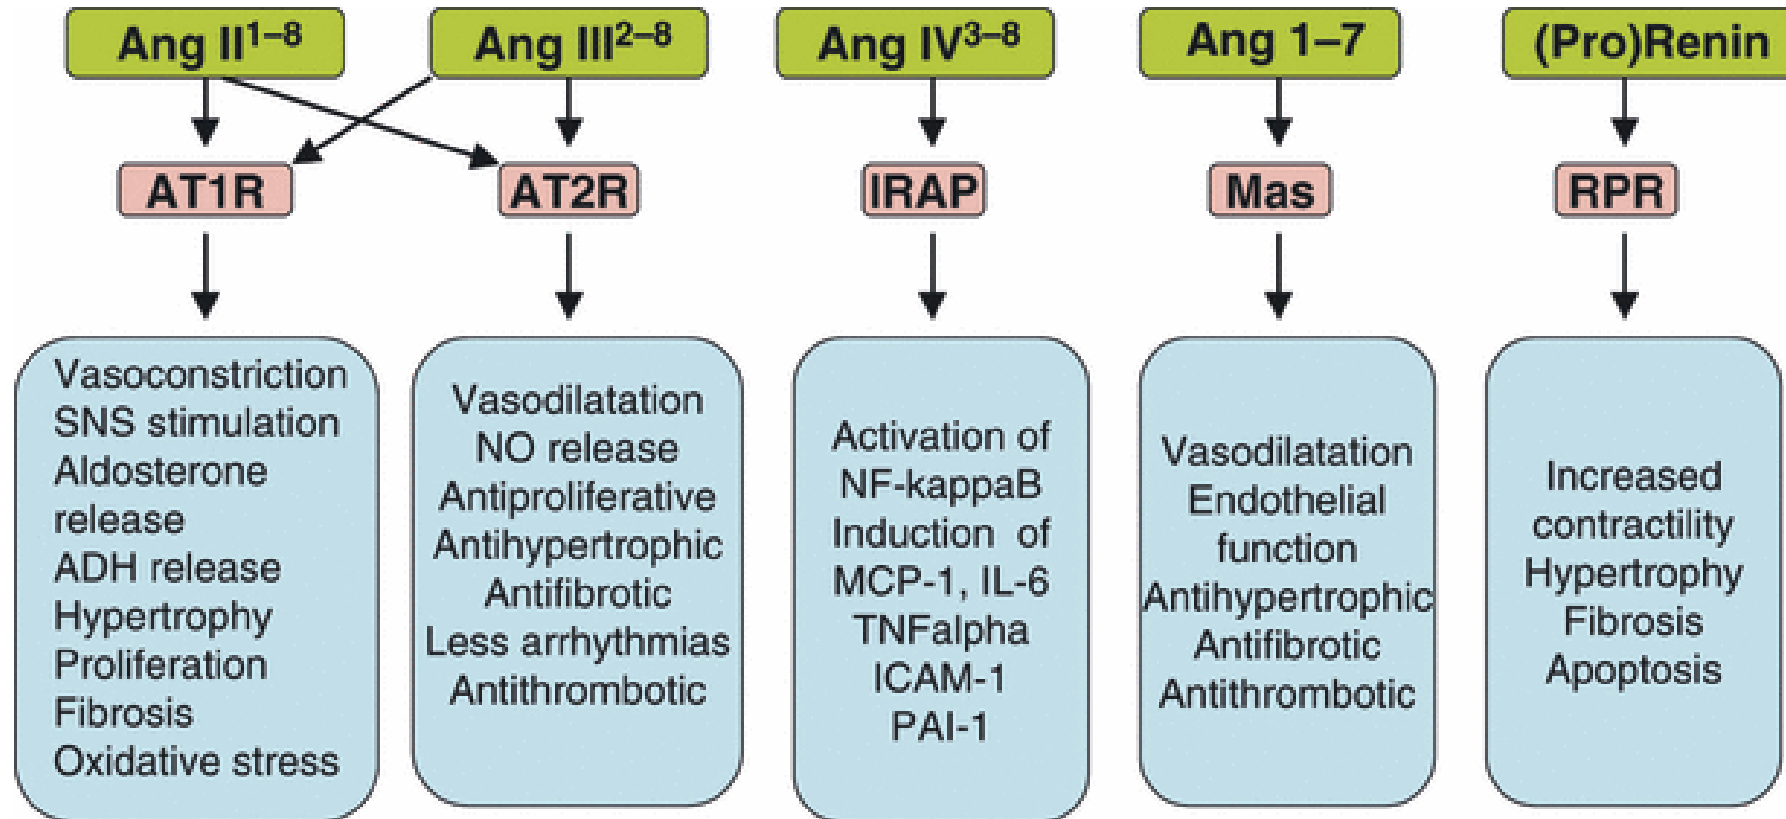 Ang II1–8
Ang III2–8
Ang IV3–8
Ang 1–7
(Pro)Renin
AT1R
AT2R
IRAP
Mas
RPR
Vasoconstriction
SNS stimulation
Aldosterone
release
ADH release
Hypertrophy
Proliferation
Fibrosis
Oxidative stress
Vasodilatation
NO release
Antiproliferative
Antihypertrophic
Antifibrotic
Less arrhythmias
Antithrombotic
Activation of
NF-kappaB
Induction of
MCP-1, IL-6
TNFalpha
ICAM-1
PAI-1
Vasodilatation
Endothelial
function
Antihypertrophic
Antifibrotic
Antithrombotic
Increased
contractility
Hypertrophy
Fibrosis
Apoptosis